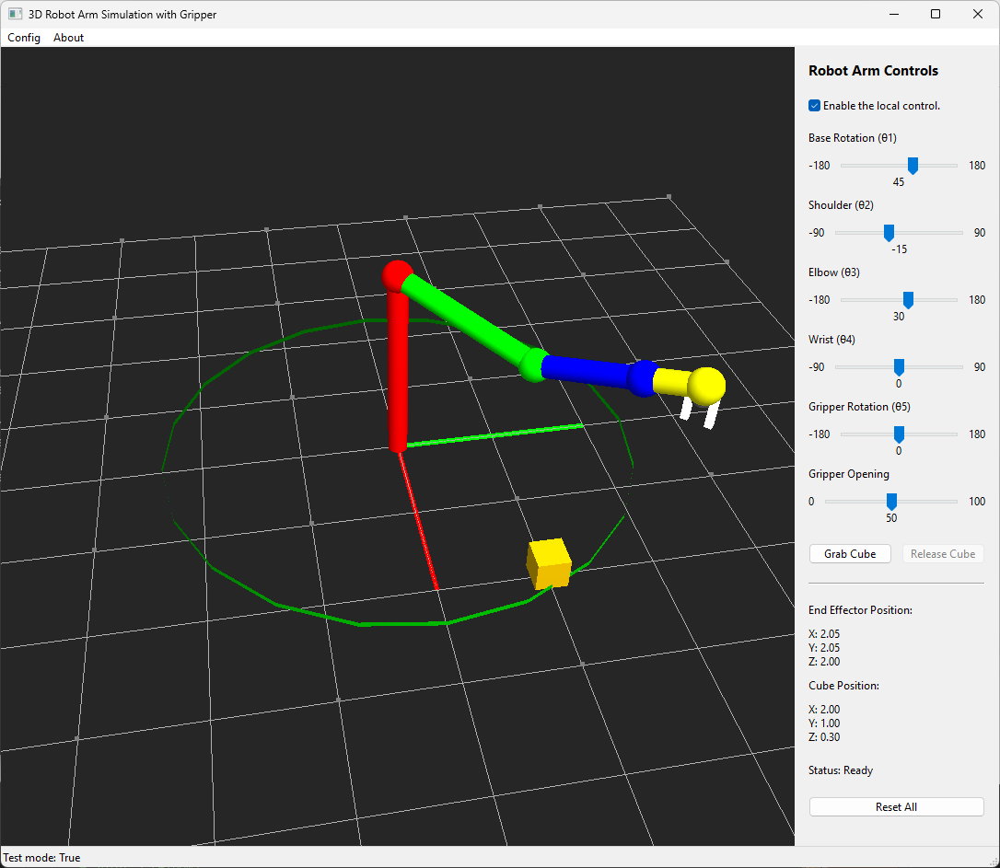 3D Robot Arm Simulation with Gripper
Config About
Robot Arm Controls
Enable the local control.
Base Rotation (θ1)
-180 180
45
Shoulder (θ2)
-90 90
-15
Elbow (θ3)
-180 180
30
Wrist (θ4)
-90 90
0
Gripper Rotation (θ5)
-180 180
0
Gripper Opening
0 100
50
Grab Cube Release Cube
End Effector Position:
X: 2.05
Y: 2.05
Z: 2.00
Cube Position:
X: 2.00
Y: 1.00
Z: 0.30
Status: Ready
Reset All
Test mode: True